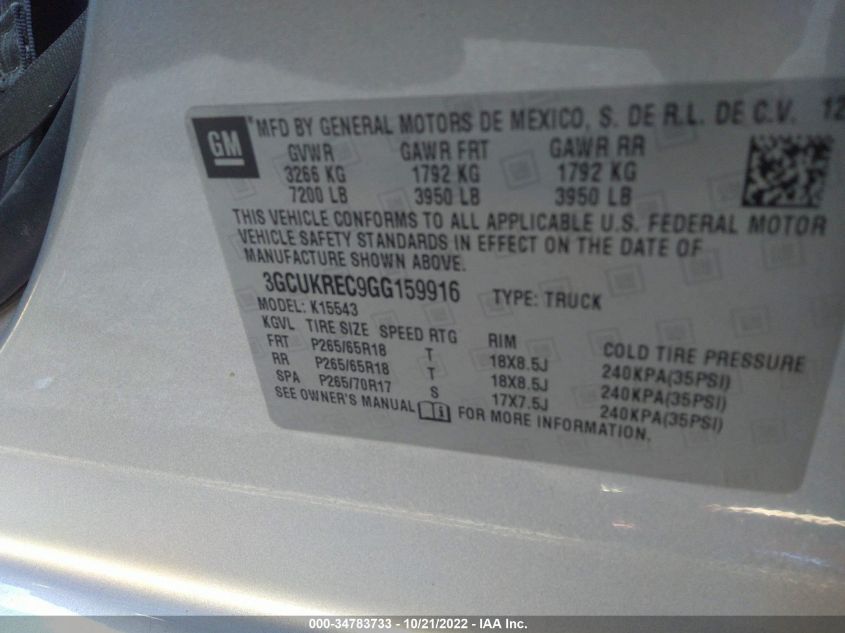 GM
MFD BY GENERAL MOTORS DE MEXICO, S. DE R.L. DE C.V. 12
GVWR GAWR FRT GAWR RR
3266 KG 1792 KG 1792 KG
7200 LB 3950 LB 3950 LB
THIS VEHICLE CONFORMS TO ALL APPLICABLE U.S. FEDERAL MOTOR
VEHICLE SAFETY STANDARDS IN EFFECT ON THE DATE OF
MANUFACTURE SHOWN ABOVE.
3GCUKREC9GG159916 TYPE: TRUCK
MODEL: K15543
KGVL TIRE SIZE SPEED RTG RIM COLD TIRE PRESSURE
FRT P265/65R18 T 18X8.5J 240KPA(35PSI)
RR P265/65R18 T 18X8.5J 240KPA(35PSI)
SPA P265/70R17 S 17X7.5J 240KPA(35PSI)
SEE OWNER'S MANUAL FOR MORE INFORMATION.
000-34783733 - 10/21/2022 - IAA Inc.